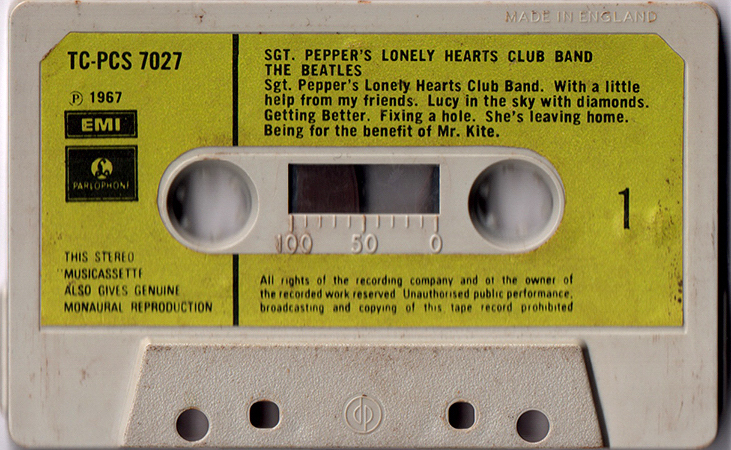 MADE IN ENGLAND
TC-PCS 7027
℗ 1967
EMI
PARLOPHONE
SGT. PEPPER'S LONELY HEARTS CLUB BAND
THE BEATLES
Sgt. Pepper's Lonely Hearts Club Band. With a little
help from my friends. Lucy in the sky with diamonds.
Getting Better. Fixing a hole. She's leaving home.
Being for the benefit of Mr. Kite.
1
100 50 0
THIS STEREO
MUSICASSETTE
ALSO GIVES GENUINE
MONAURAL REPRODUCTION
All rights of the recording company and of the owner of
the recorded work reserved. Unauthorised public performance,
broadcasting and copying of this tape record prohibited